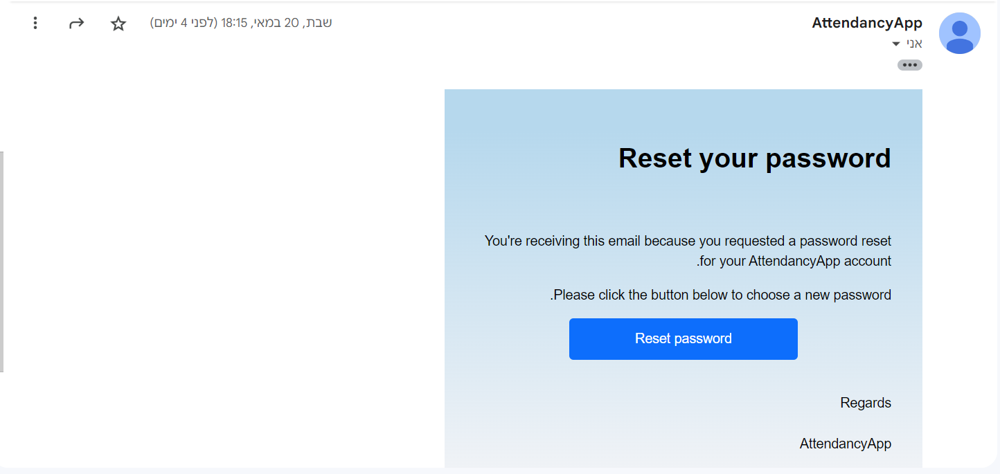 AttendancyApp
שבת, 20 במאי, 18:15 (לפני 4 ימים)
אני
Reset your password
You're receiving this email because you requested a password reset
.for your AttendancyApp account
.Please click the button below to choose a new password
Reset password
Regards
AttendancyApp